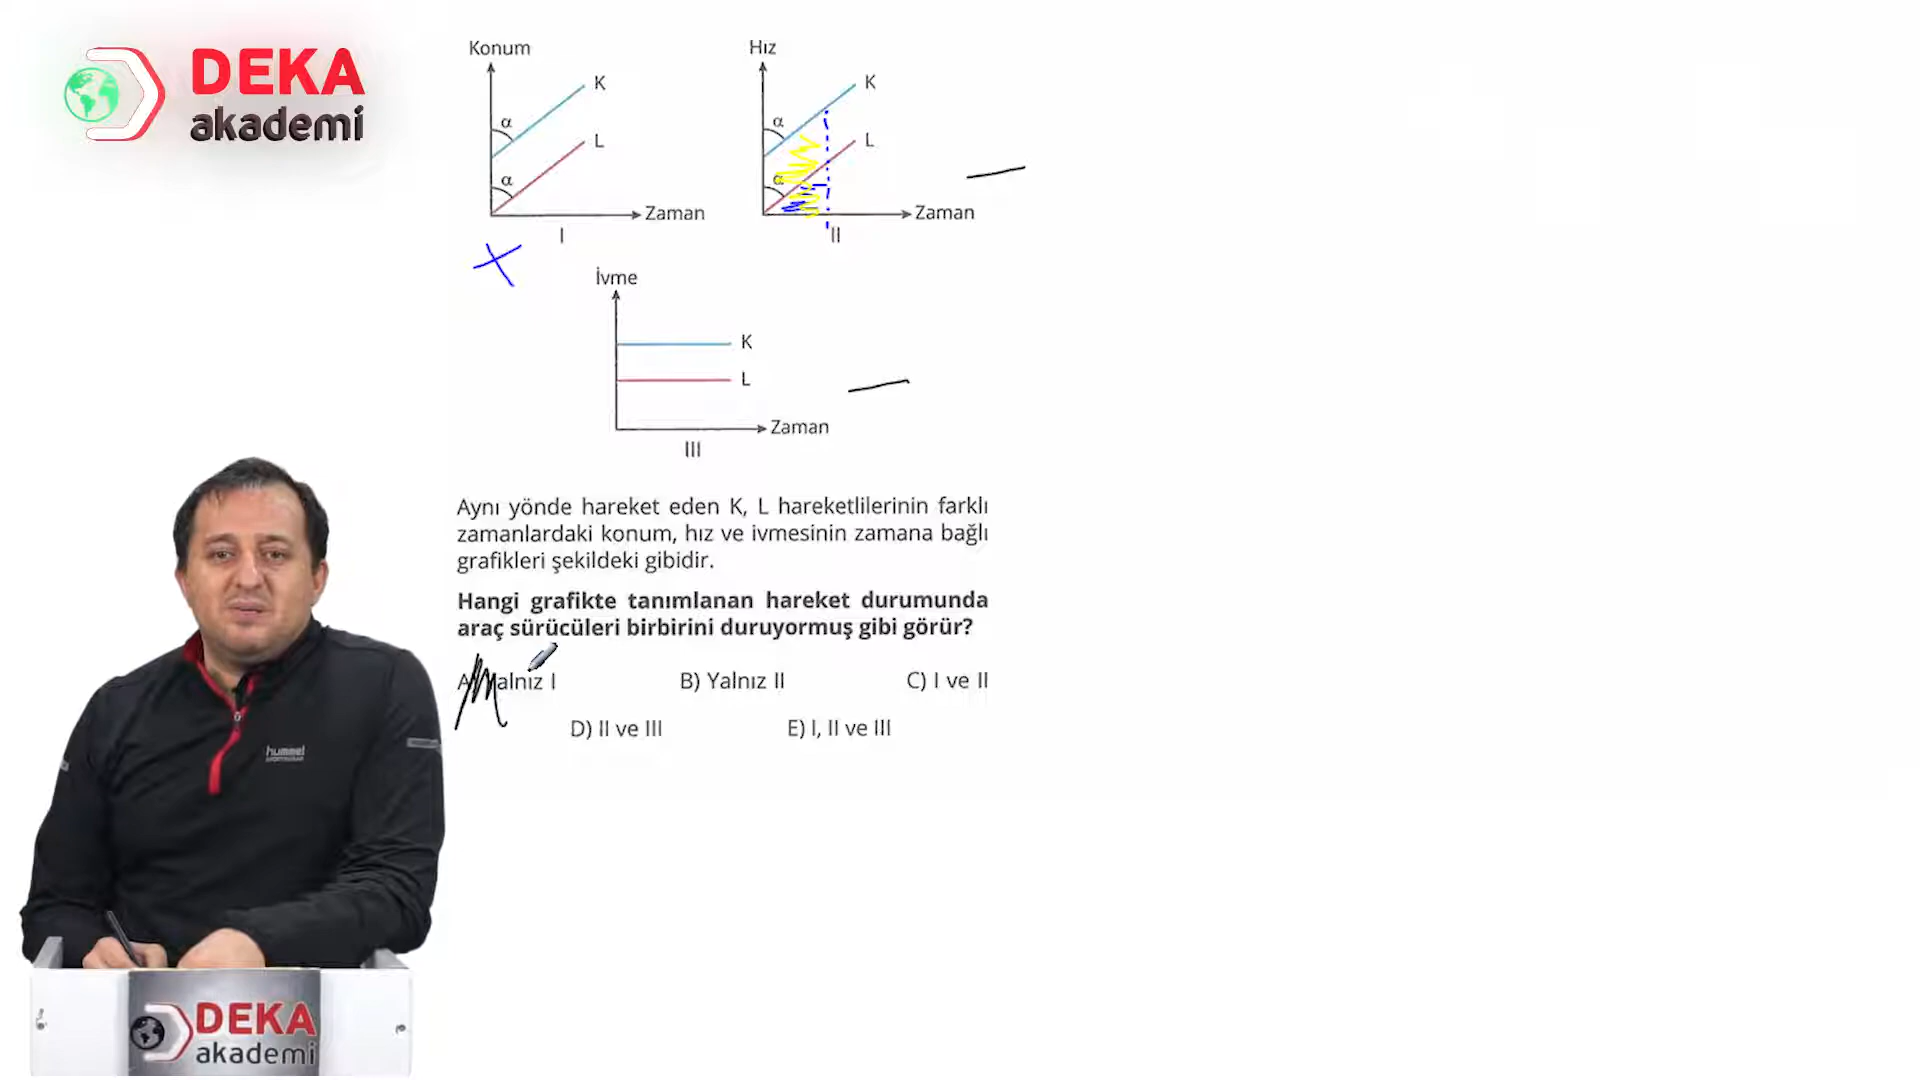 DEKA
akademi
Konum
K
α
L
α
Zaman
I
Hız
K
α
L
α
Zaman
II
İvme
K
L
Zaman
III
Aynı yönde hareket eden K, L hareketlilerinin farklı
zamanlardaki konum, hız ve ivmesinin zamana bağlı
grafikleri şekildeki gibidir.
Hangi grafikte tanımlanan hareket durumunda
araç sürücüleri birbirini duruyormuş gibi görür?
A) Yalnız I
B) Yalnız II
C) I ve II
D) II ve III
E) I, II ve III
hummel
DEKA
akademi